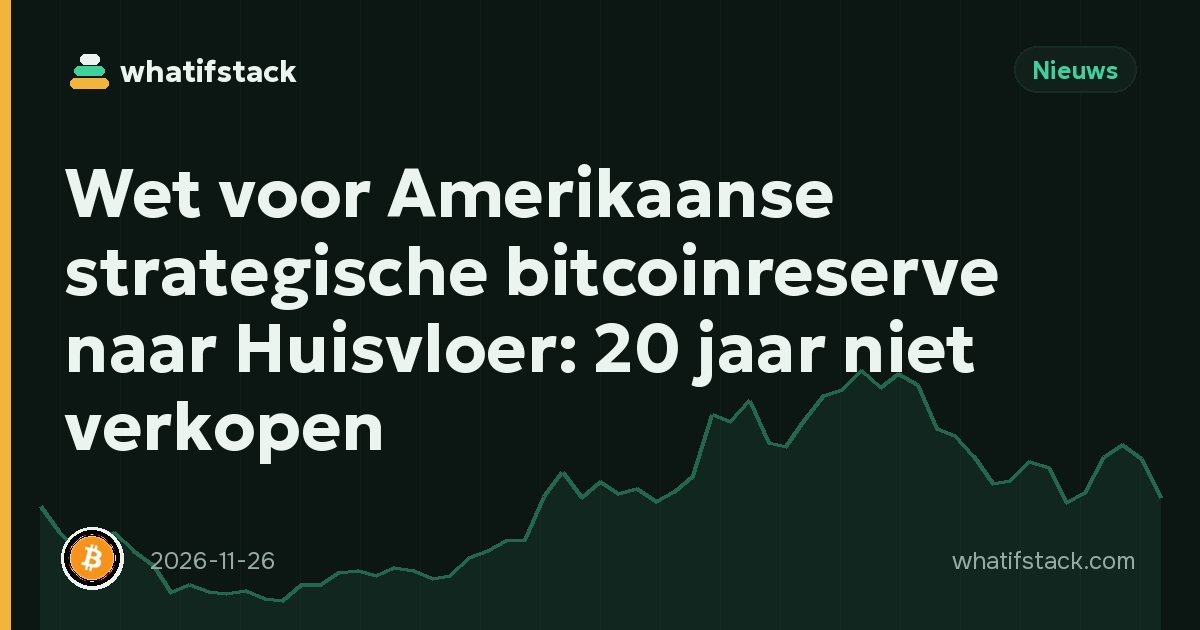 whatifstack
Nieuws
Wet voor Amerikaanse
strategische bitcoinreserve
naar Huisvloer: 20 jaar niet
verkopen
2026-11-26
whatifstack.com